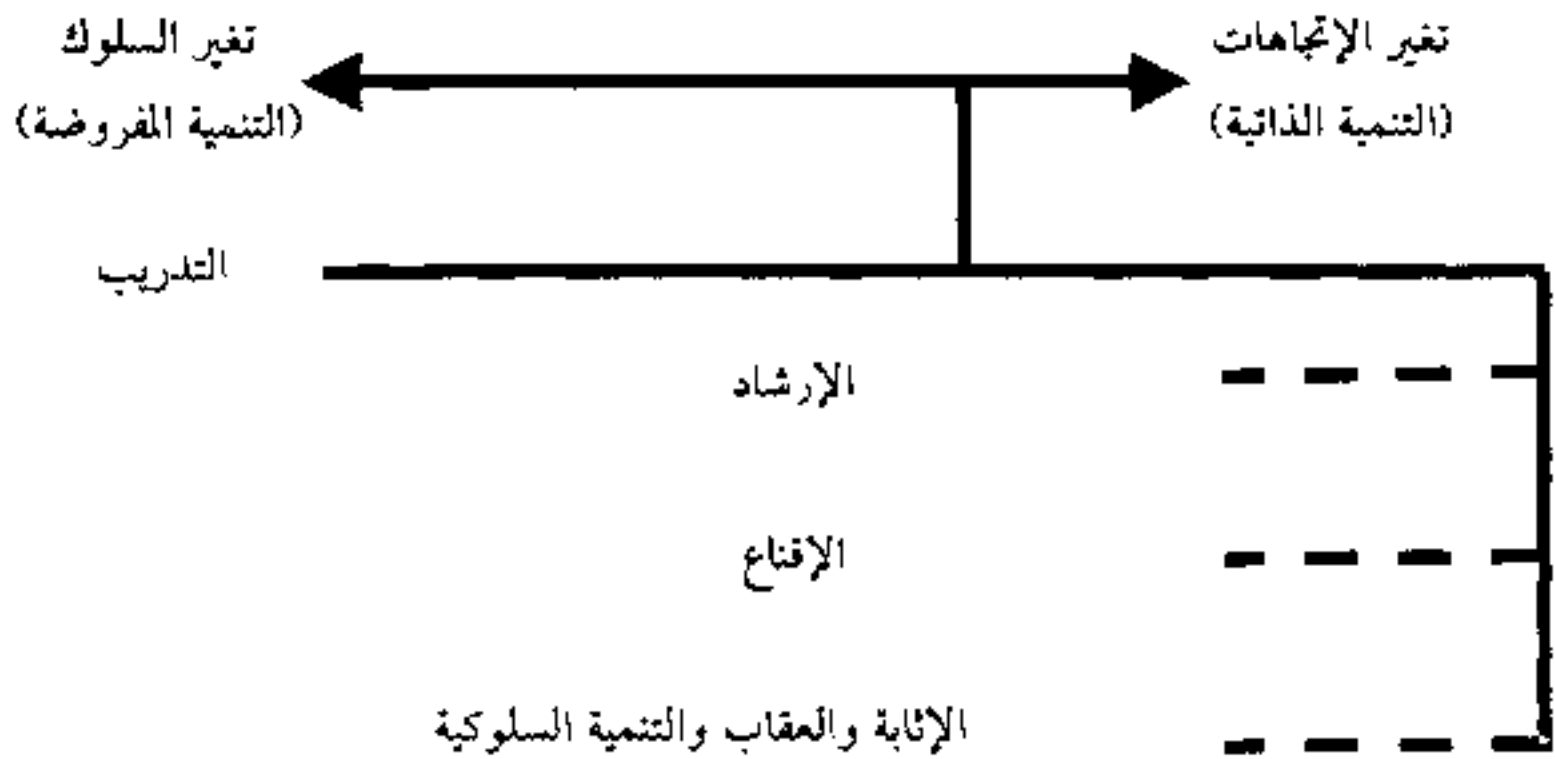 تغير الإتجاهات
(التنمية الذاتية)
تغير السلوك
(التنمية المفروضة)
التدريب
الإرشاد
الإقناع
الإثابة والعقاب والتنمية السلوكية